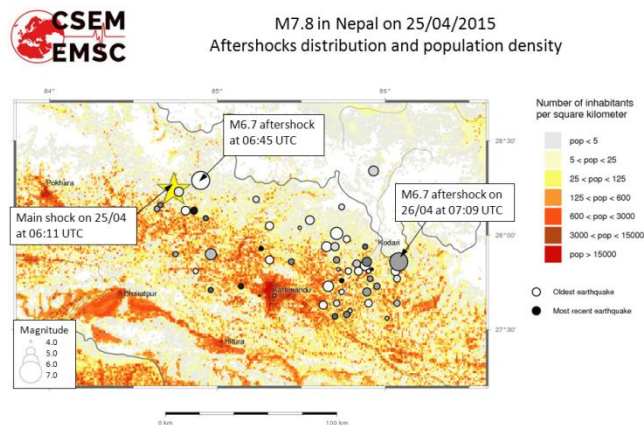 CSEM
EMSC
M7.8 in Nepal on 25/04/2015
Aftershocks distribution and population density
84
85
86
M6.7 aftershock
at 06:45 UTC
28°30'
Pokhara
Main shock on 25/04
at 06:11 UTC
M6.7 aftershock on
26/04 at 07:09 UTC
28°00'
Kodari
Kathmandu
Bharatpur
Hitura
27°30'
Magnitude
4.0
5.0
6.0
7.0
0 km
100 km
Number of inhabitants
per square kilometer
pop < 5
5 < pop < 25
25 < pop < 125
125 < pop < 600
600 < pop < 3000
3000 < pop < 15000
pop > 15000
Oldest earthquake
Most recent earthquake